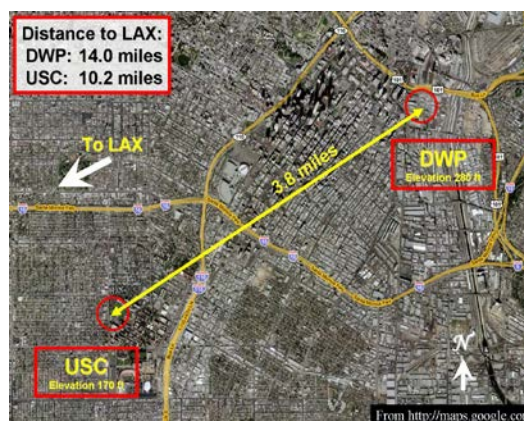 Distance to LAX:
DWP: 14.0 miles
USC: 10.2 miles
To LAX
3.8 miles
DWP
Elevation 280 ft
USC
Elevation 170 ft
N
From http://maps.google.com